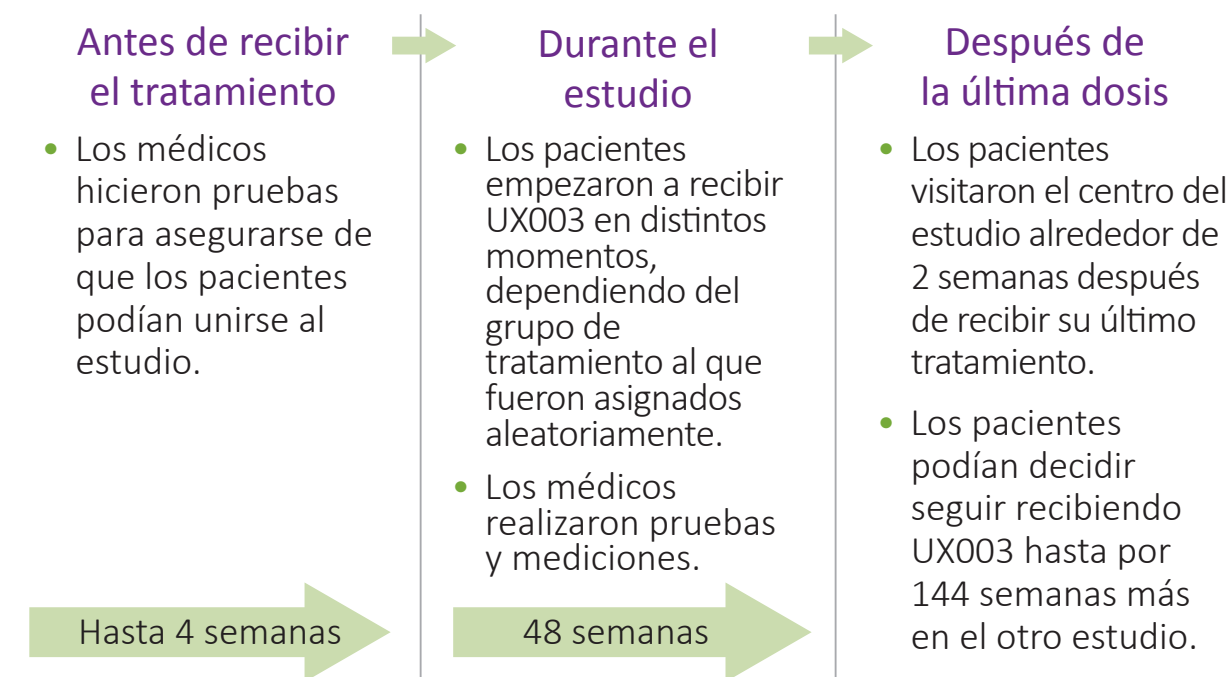 Antes de recibir
el tratamiento
• Los médicos
hicieron pruebas
para asegurarse de
que los pacientes
podían unirse al
estudio.
Hasta 4 semanas
Durante el
estudio
• Los pacientes
empezaron a recibir
UX003 en distintos
momentos,
dependiendo del
grupo de
tratamiento al que
fueron asignados
aleatoriamente.
• Los médicos
realizaron pruebas
y mediciones.
48 semanas
Después de
la última dosis
• Los pacientes
visitaron el centro del
estudio alrededor de
2 semanas después
de recibir su último
tratamiento.
• Los pacientes
podían decidir
seguir recibiendo
UX003 hasta por
144 semanas más
en el otro estudio.